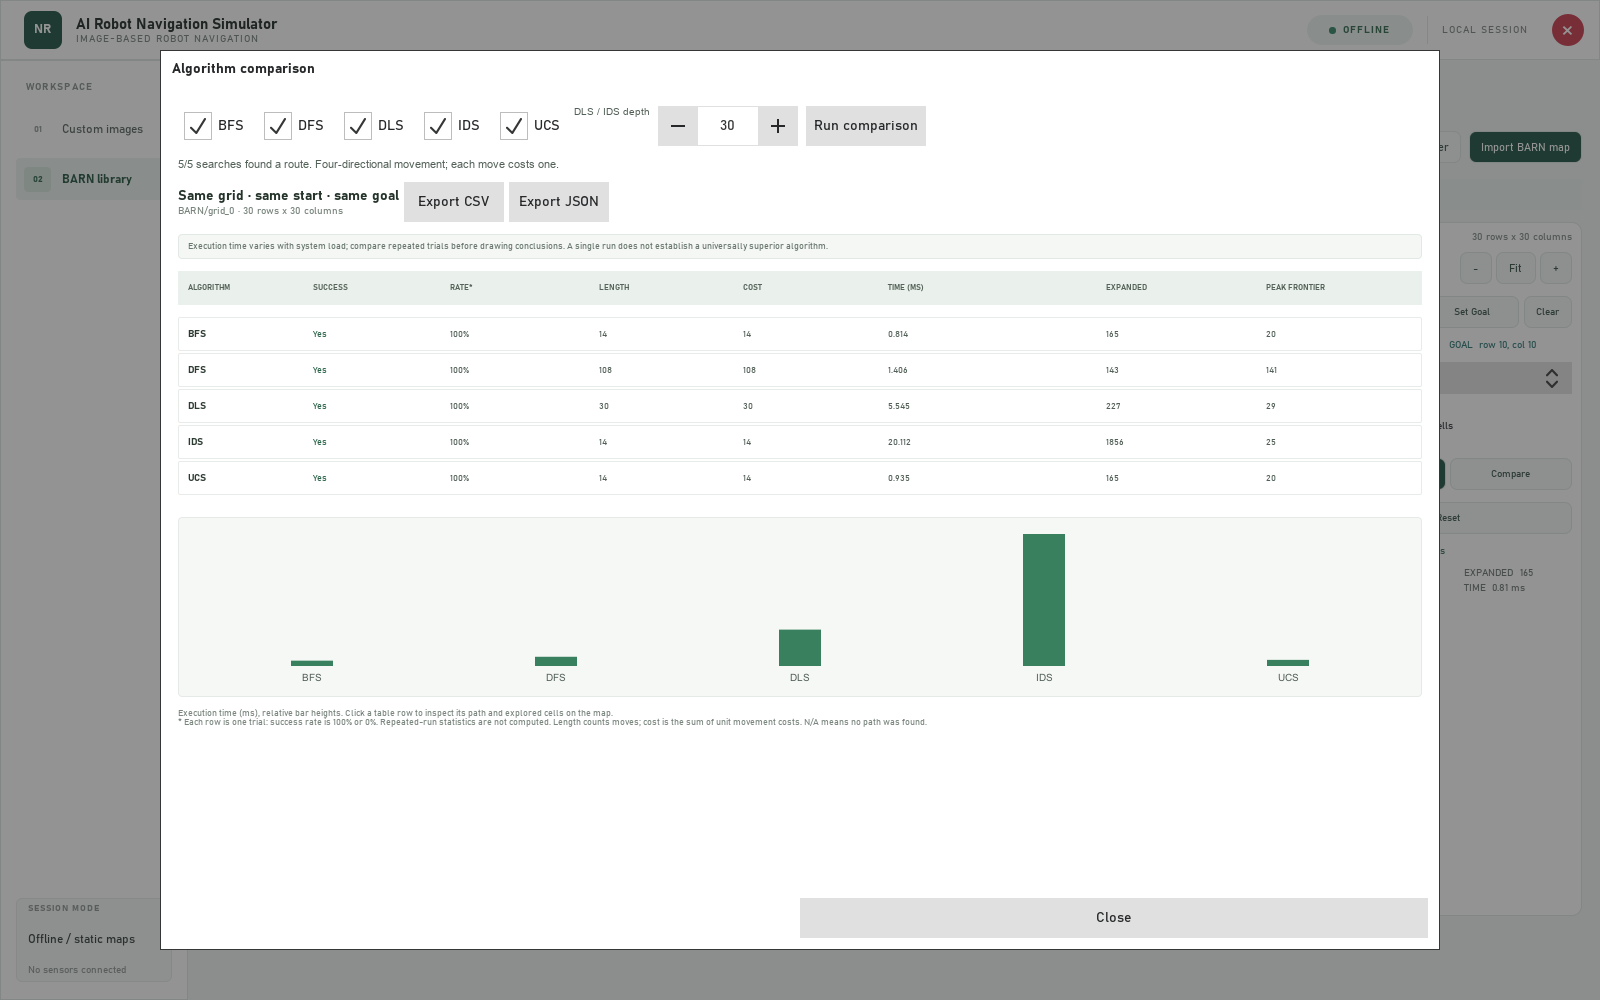 NR
AI Robot Navigation Simulator
IMAGE-BASED ROBOT NAVIGATION
OFFLINE
LOCAL SESSION
WORKSPACE
01 Custom images
02 BARN library
Import BARN map
30 rows x 30 columns
- Fit +
Set Goal Clear
GOAL row 10, col 10
Compare
EXPANDED 165
TIME 0.81 ms
SESSION MODE
Offline / static maps
No sensors connected
Algorithm comparison
BFS DFS DLS IDS UCS DLS / IDS depth 30 Run comparison
5/5 searches found a route. Four-directional movement; each move costs one.
Same grid · same start · same goal Export CSV Export JSON
BARN/grid_0 · 30 rows x 30 columns
Execution time varies with system load; compare repeated trials before drawing conclusions. A single run does not establish a universally superior algorithm.
ALGORITHM SUCCESS RATE* LENGTH COST TIME (MS) EXPANDED PEAK FRONTIER
BFS Yes 100% 14 14 0.814 165 20
DFS Yes 100% 108 108 1.406 143 141
DLS Yes 100% 30 30 5.545 227 29
IDS Yes 100% 14 14 20.112 1856 25
UCS Yes 100% 14 14 0.935 165 20
BFS DFS DLS IDS UCS
Execution time (ms), relative bar heights. Click a table row to inspect its path and explored cells on the map.
* Each row is one trial: success rate is 100% or 0%. Repeated-run statistics are not computed. Length counts moves; cost is the sum of unit movement costs. N/A means no path was found.
Close